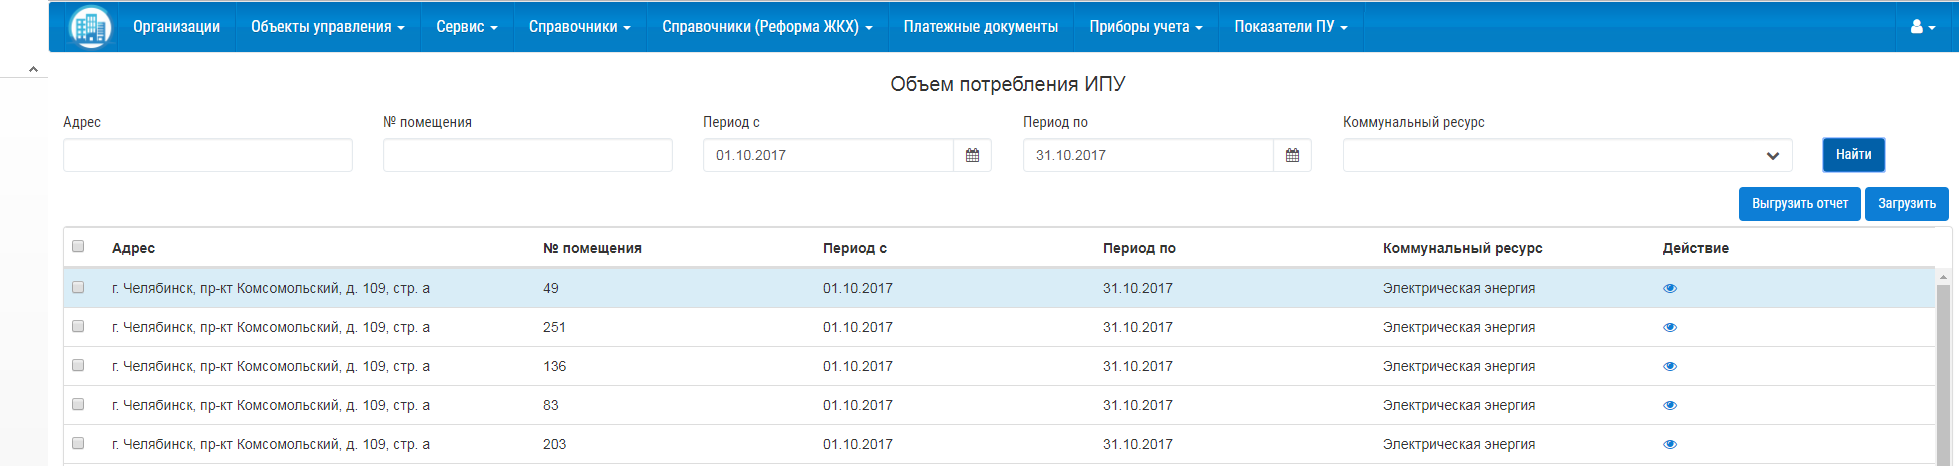 Организации Объекты управления Сервис Справочники Справочники (Реформа ЖКХ) Платежные документы Приборы учета Показатели ПУ
Объем потребления ИПУ
Адрес № помещения Период с Период по Коммунальный ресурс
01.10.2017 31.10.2017 Найти
Выгрузить отчет Загрузить
Адрес № помещения Период с Период по Коммунальный ресурс Действие
г. Челябинск, пр-кт Комсомольский, д. 109, стр. а 49 01.10.2017 31.10.2017 Электрическая энергия
г. Челябинск, пр-кт Комсомольский, д. 109, стр. а 251 01.10.2017 31.10.2017 Электрическая энергия
г. Челябинск, пр-кт Комсомольский, д. 109, стр. а 136 01.10.2017 31.10.2017 Электрическая энергия
г. Челябинск, пр-кт Комсомольский, д. 109, стр. а 83 01.10.2017 31.10.2017 Электрическая энергия
г. Челябинск, пр-кт Комсомольский, д. 109, стр. а 203 01.10.2017 31.10.2017 Электрическая энергия